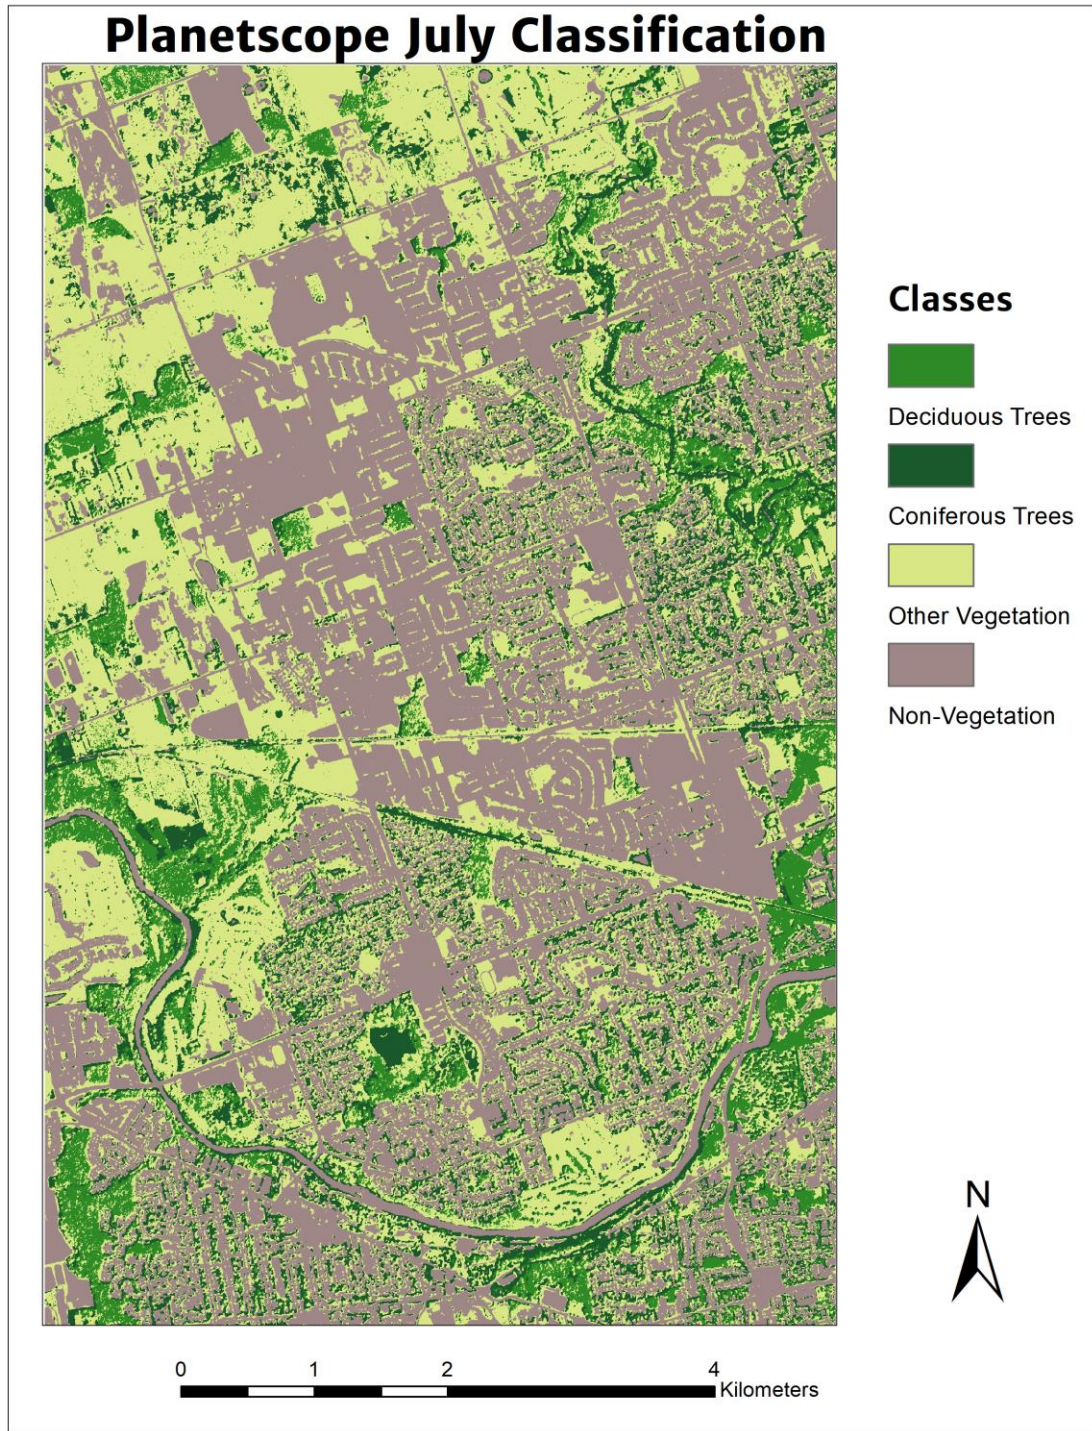 Planetscope July Classification
Classes
Deciduous Trees
Coniferous Trees
Other Vegetation
Non-Vegetation
N
0 1 2 4
Kilometers